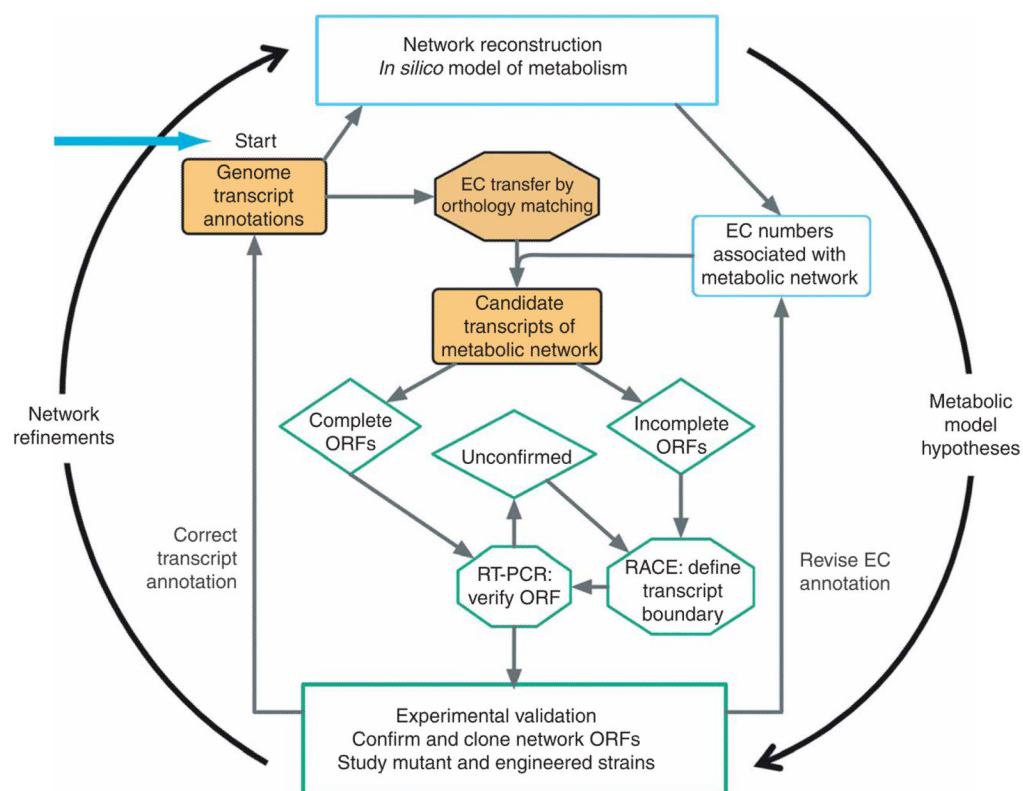 Network reconstruction
In silico model of metabolism
Start
Genome
transcript
annotations
EC transfer by
orthology matching
EC numbers
associated with
metabolic network
Candidate
transcripts of
metabolic network
Complete
ORFs
Unconfirmed
Incomplete
ORFs
Network
refinements
Metabolic
model
hypotheses
Correct
transcript
annotation
RT-PCR:
verify ORF
RACE: define
transcript
boundary
Revise EC
annotation
Experimental validation
Confirm and clone network ORFs
Study mutant and engineered strains